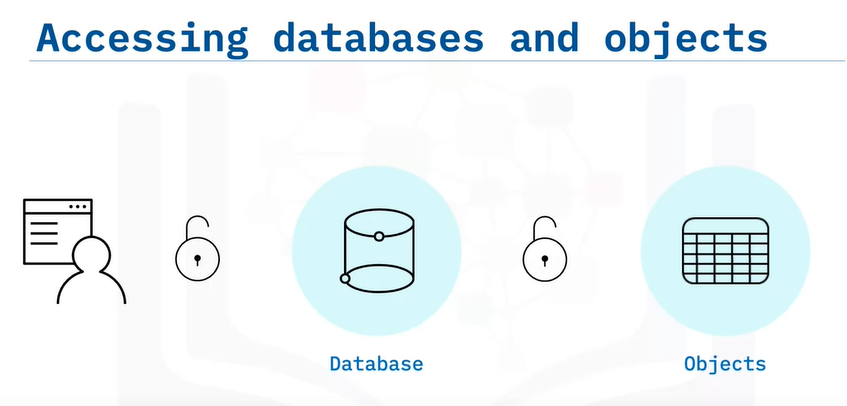 Accessing databases and objects
Database
Objects